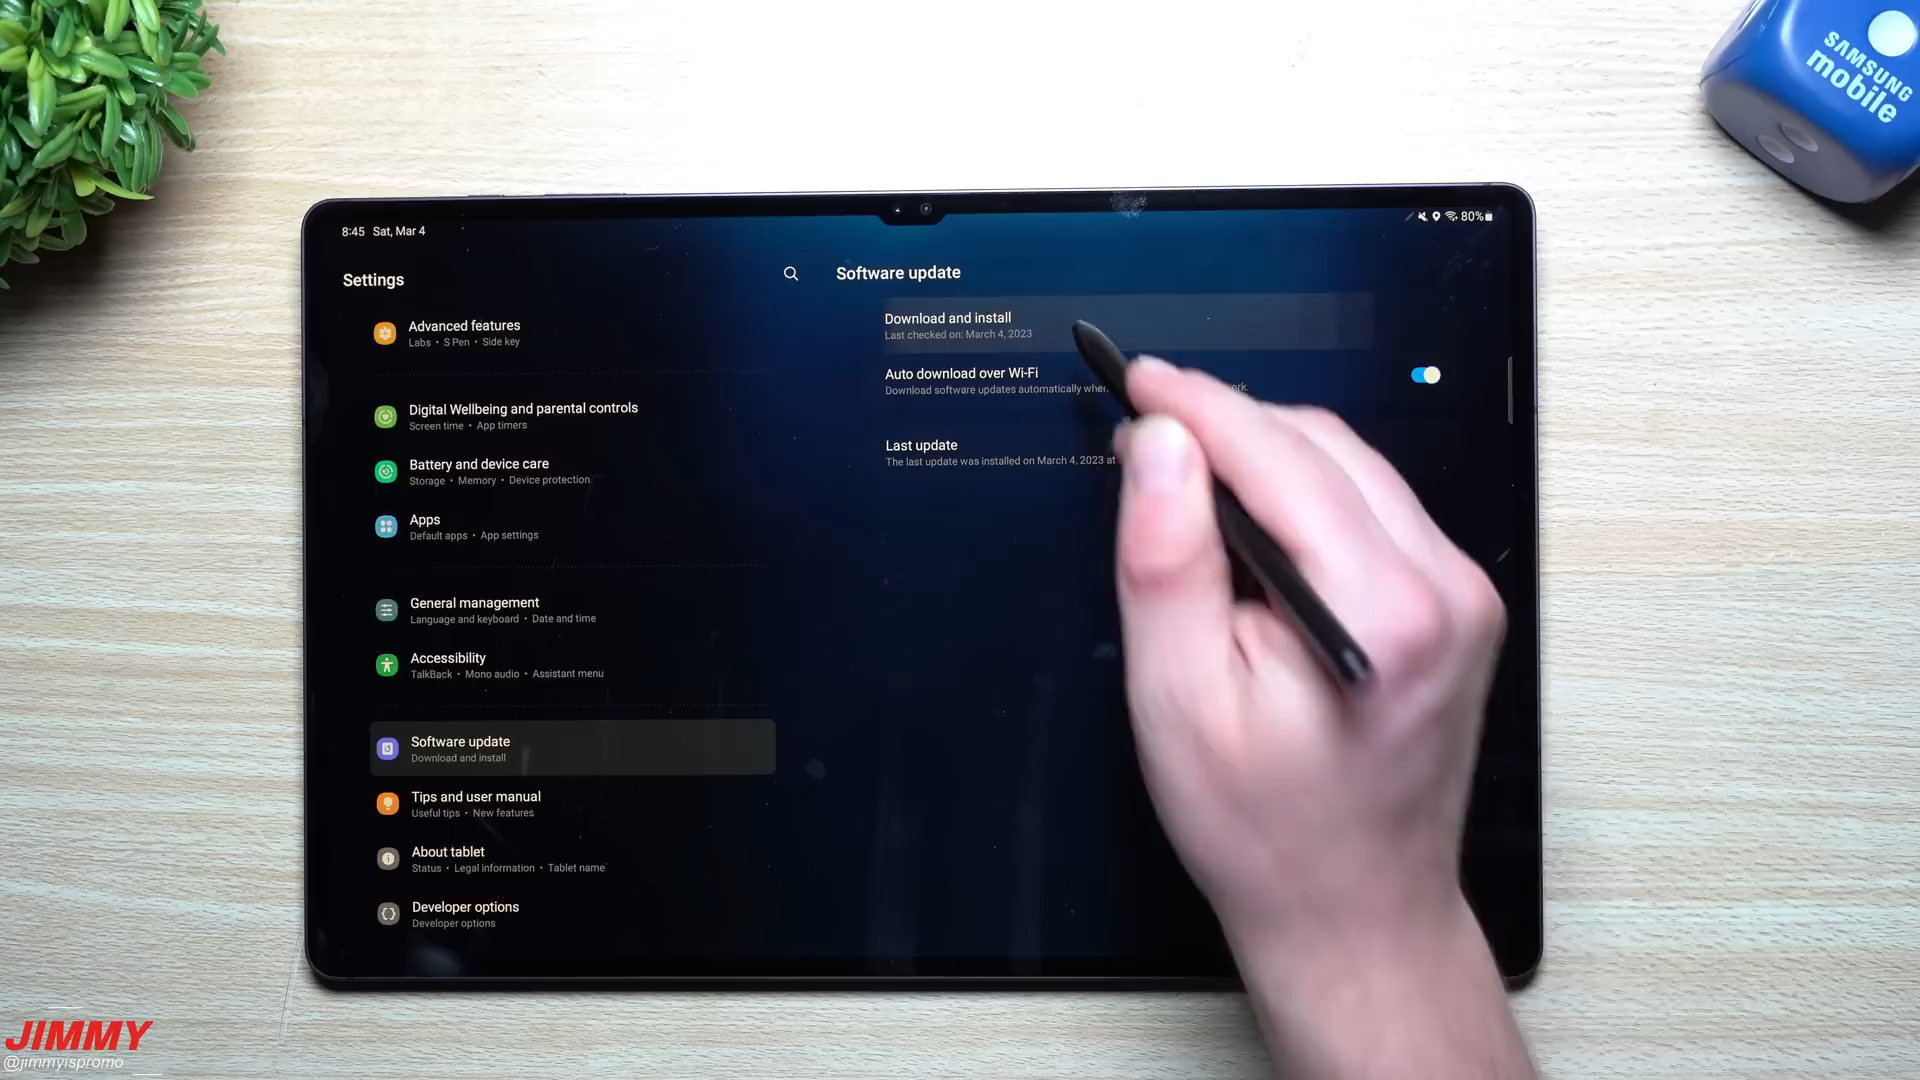 SAMSUNG
mobile
8:45 Sat, Mar 4
80%
Settings
Advanced features
Labs • S Pen • Side key
Digital Wellbeing and parental controls
Screen time • App timers
Battery and device care
Storage • Memory • Device protection
Apps
Default apps • App settings
General management
Language and keyboard • Date and time
Accessibility
TalkBack • Mono audio • Assistant menu
Software update
Download and install
Tips and user manual
Useful tips • New features
About tablet
Status • Legal information • Tablet name
Developer options
Developer options
Software update
Download and install
Last checked on: March 4, 2023
Auto download over Wi-Fi
Download software updates automatically when
Last update
The last update was installed on March 4, 2023 at
JIMMY
@jimmyispromo